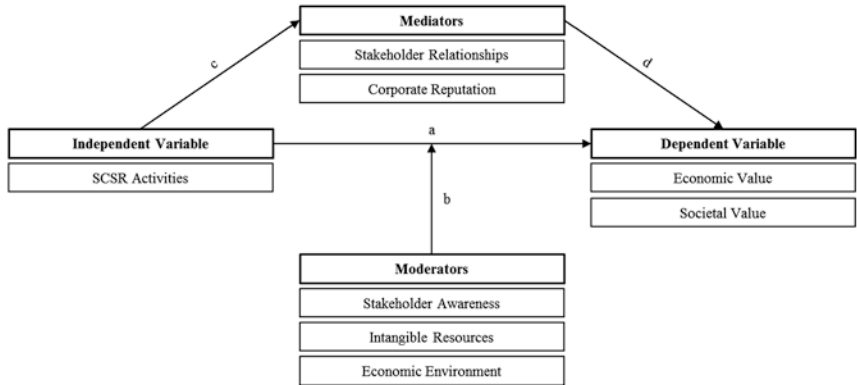 Mediators
Stakeholder Relationships
Corporate Reputation
c
d
Independent Variable
a
Dependent Variable
SCSR Activities
Economic Value
b
Societal Value
Moderators
Stakeholder Awareness
Intangible Resources
Economic Environment